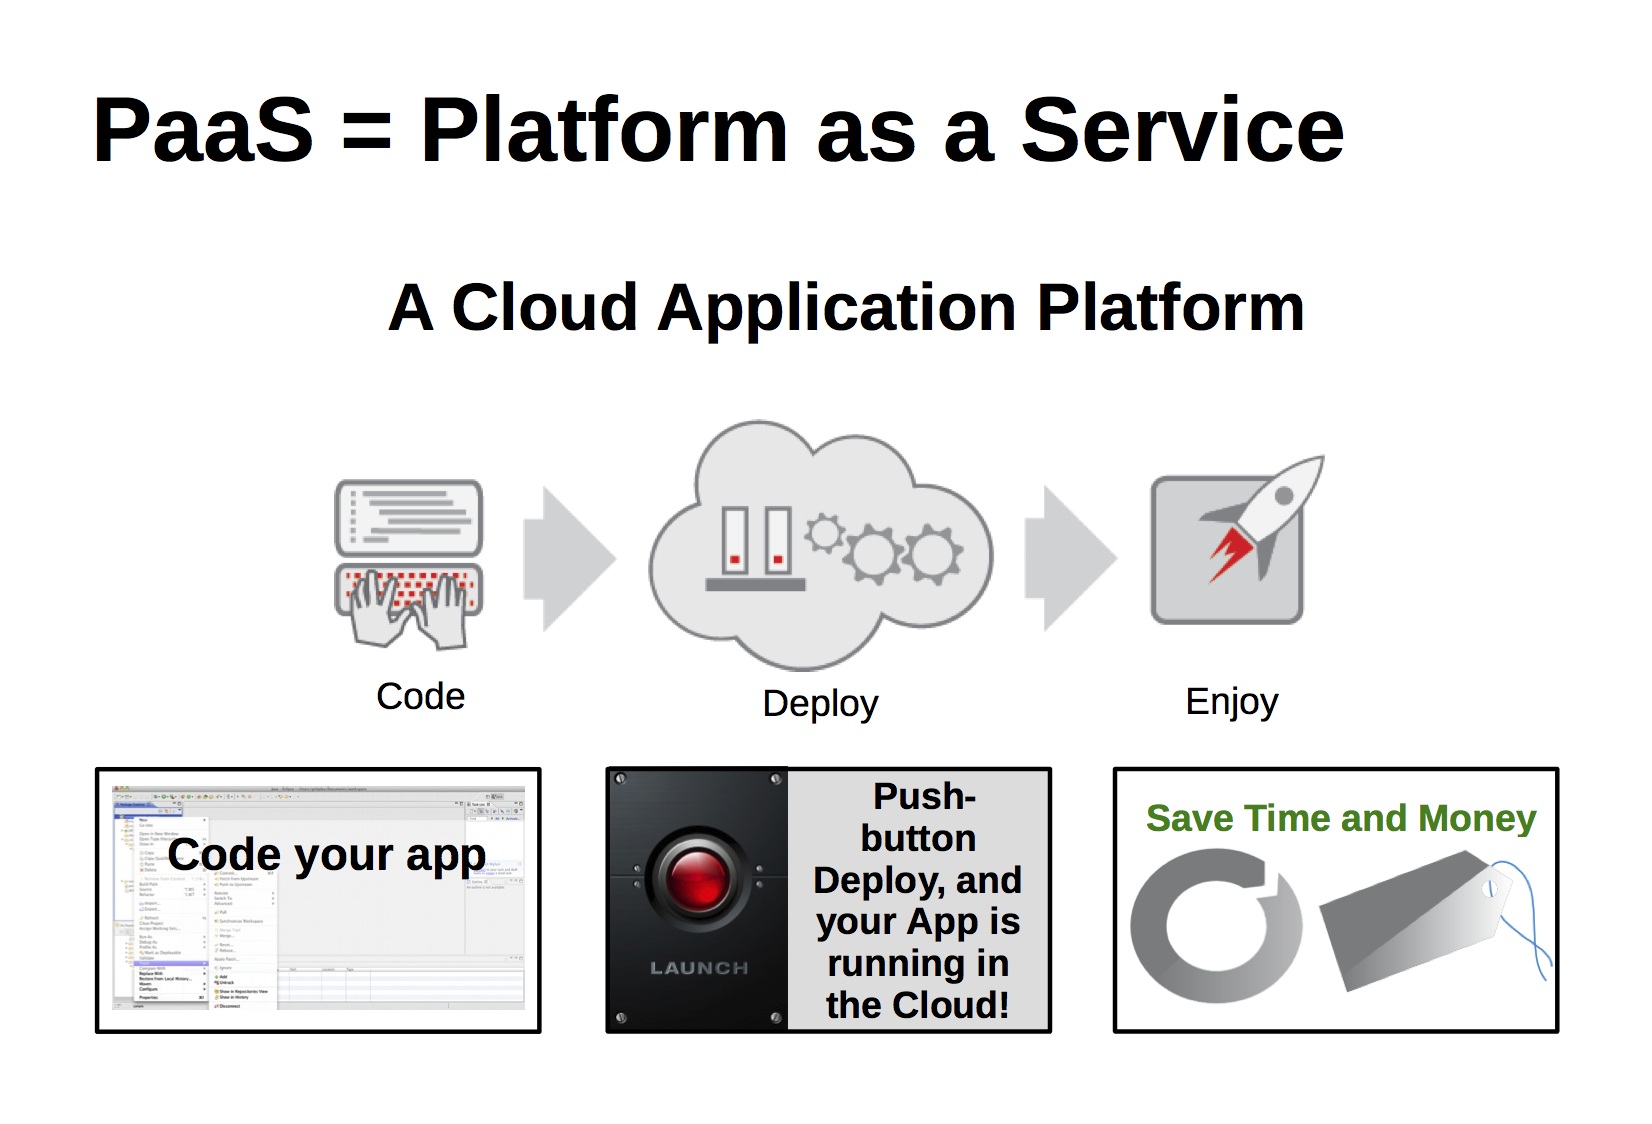 PaaS = Platform as a Service
A Cloud Application Platform
Code
Deploy
Enjoy
Code your app
LAUNCH
Push-
button
Deploy, and
your App is
running in
the Cloud!
Save Time and Money